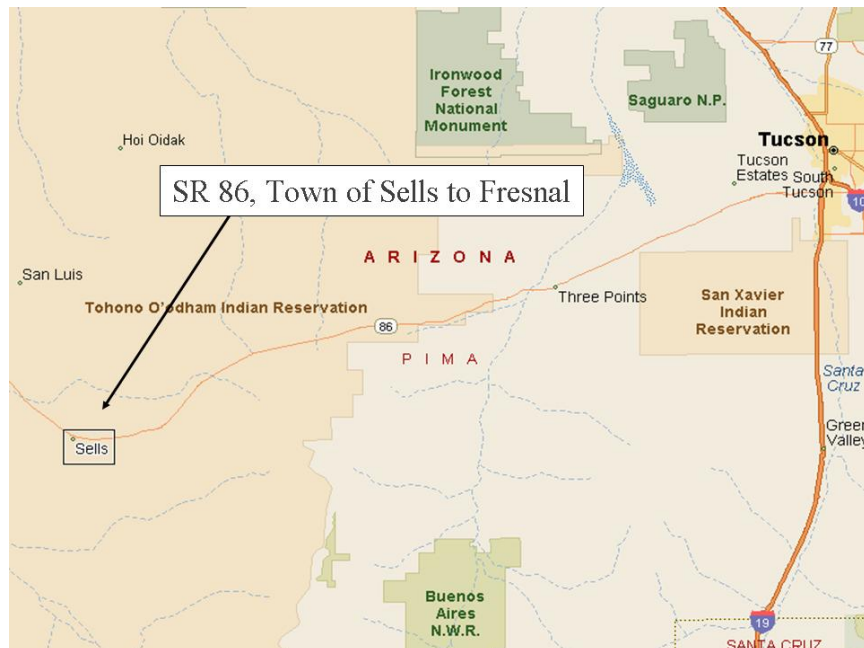 77
Ironwood
Forest
National
Monument
Saguaro N.P.
Hoi Oidak
Tucson
Tucson
Estates
South
Tucson
10
SR 86, Town of Sells to Fresnal
ARIZONA
San Luis
Three Points
San Xavier
Indian
Reservation
Tohono O'odham Indian Reservation
86
PIMA
Santa
Cruz
Green
Valley
Sells
Buenos
Aires
N.W.R.
19
SANTA CRUZ